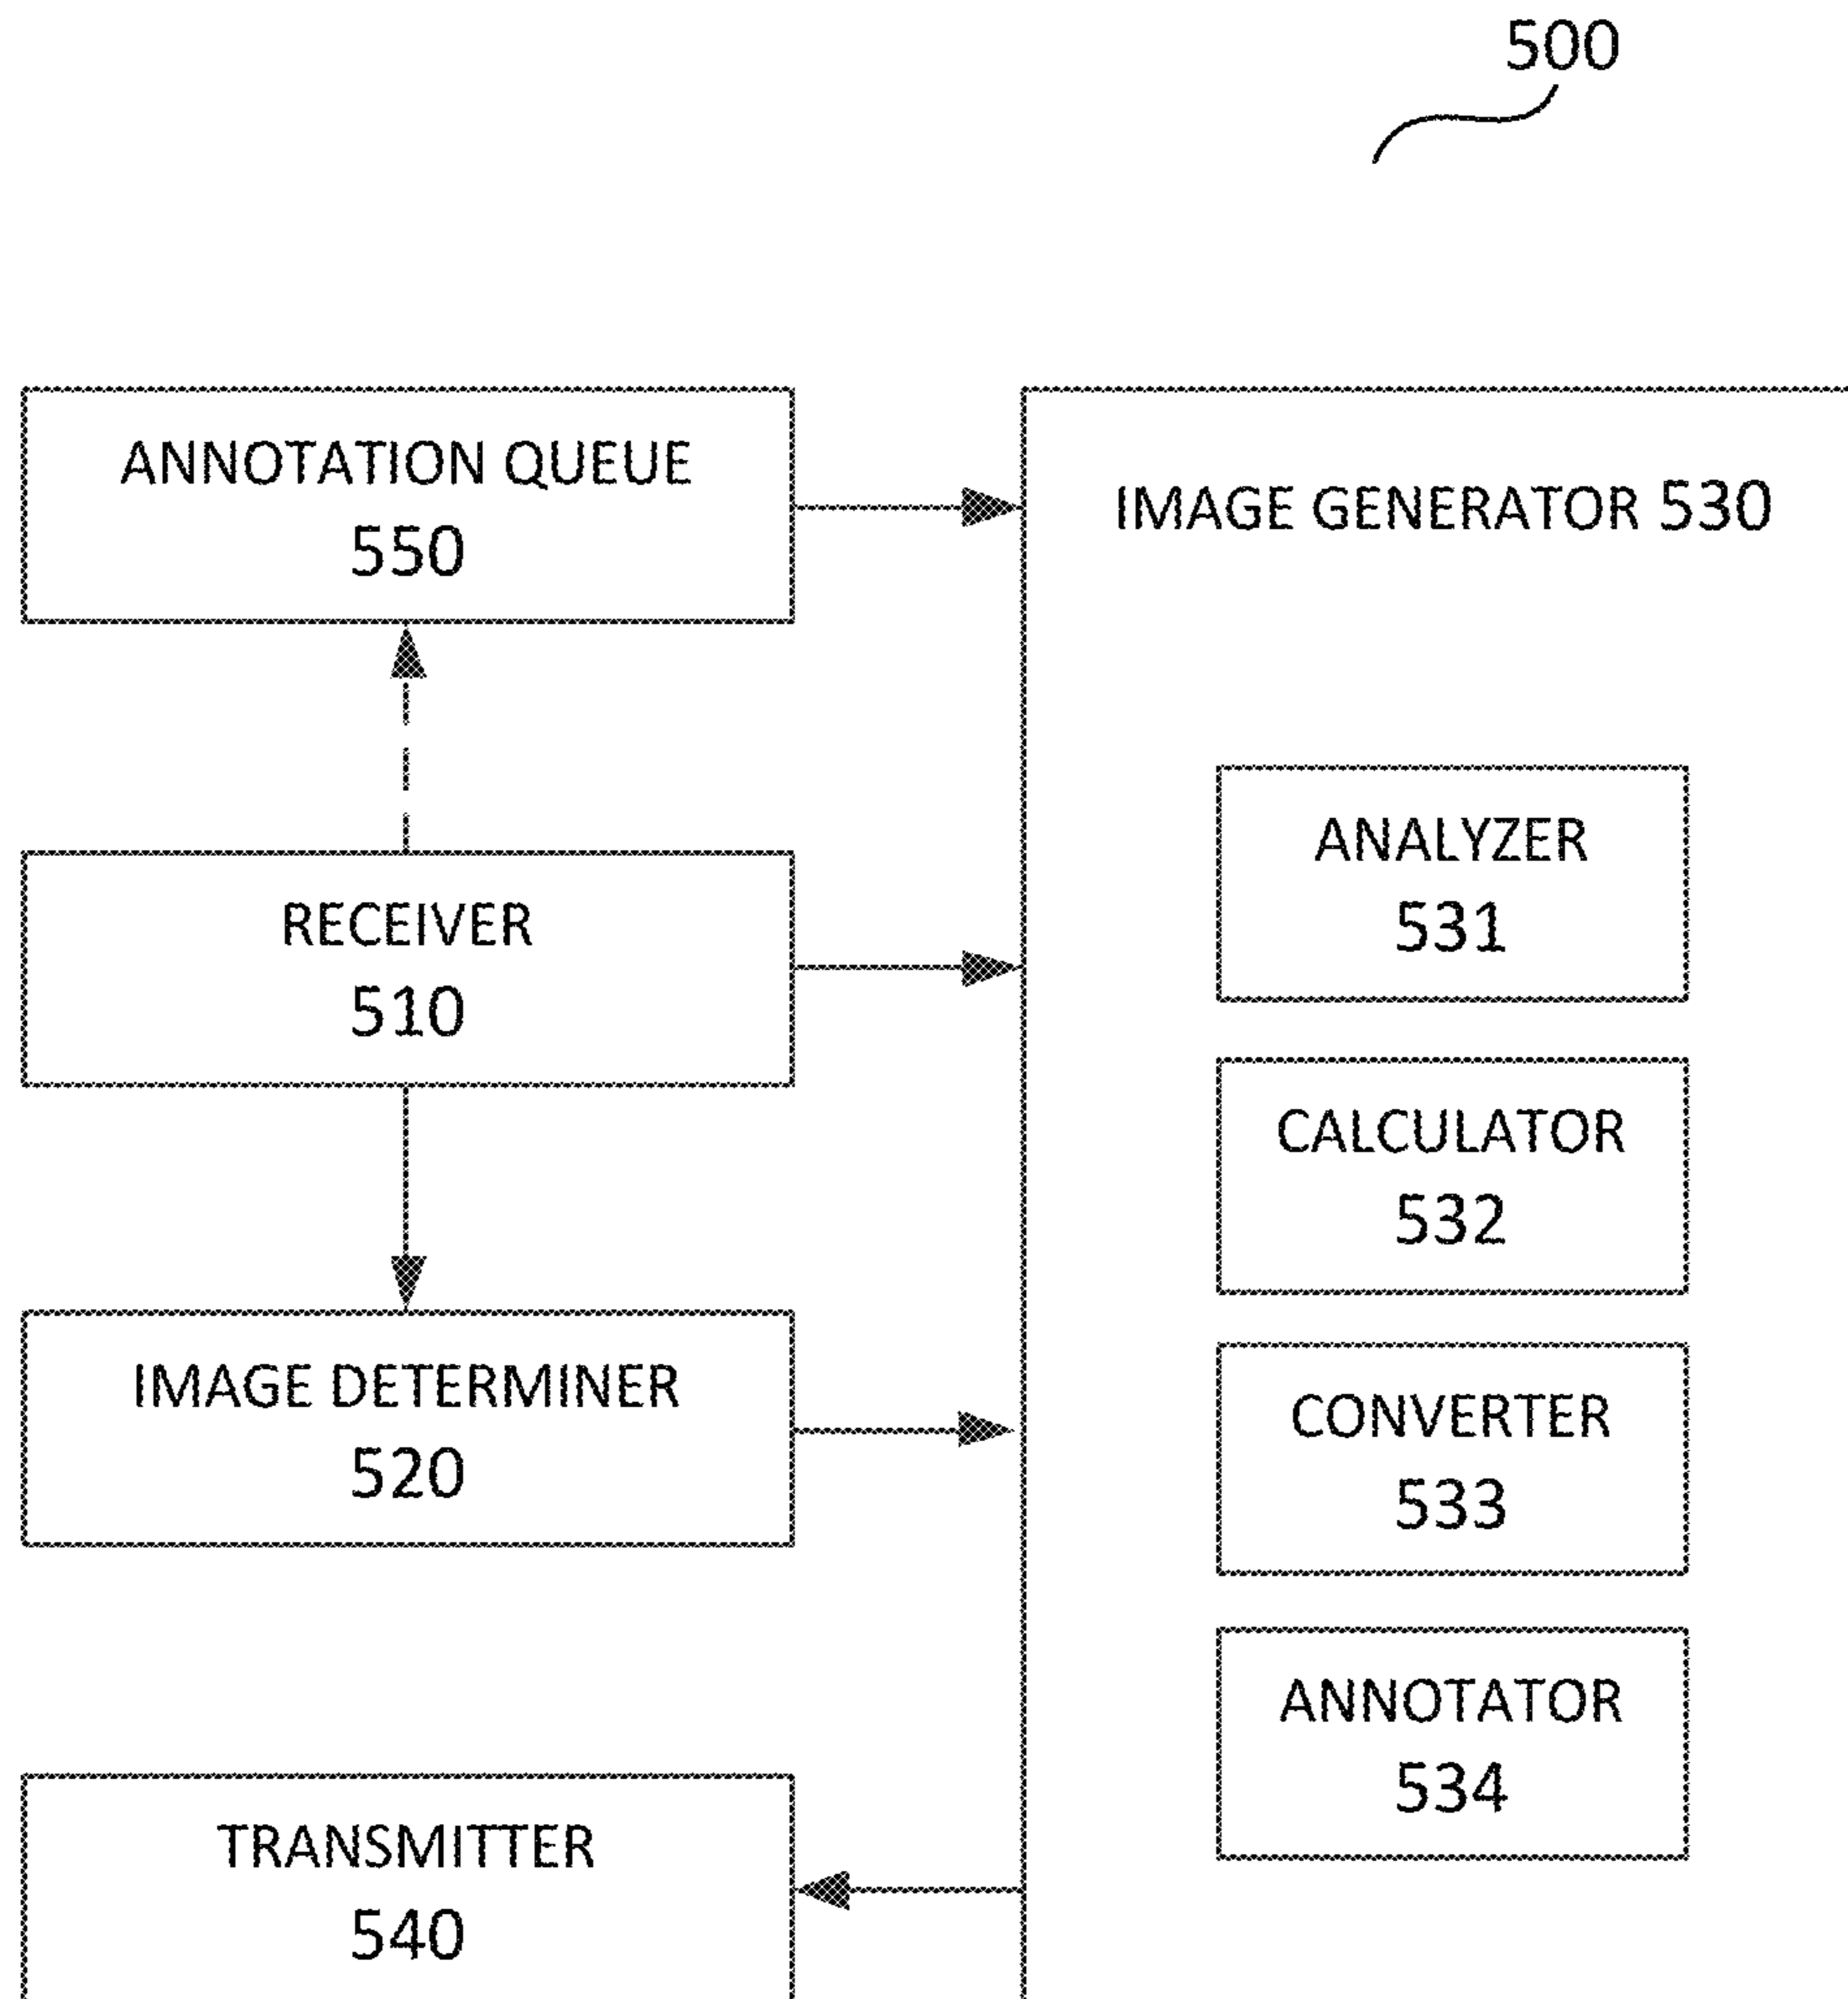 500
ANNOTATION QUEUE
550
IMAGE GENERATOR 530
RECEIVER
510
ANALYZER
531
CALCULATOR
532
IMAGE DETERMINER
520
CONVERTER
533
ANNOTATOR
534
TRANSMITTER
540